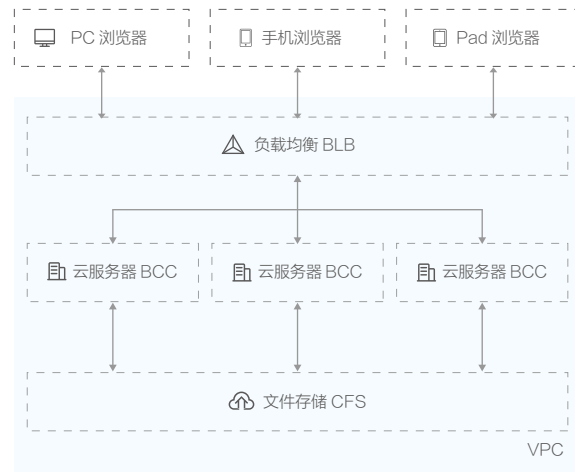 PC 浏览器
手机浏览器
Pad 浏览器
负载均衡 BLB
云服务器 BCC
云服务器 BCC
云服务器 BCC
文件存储 CFS
VPC